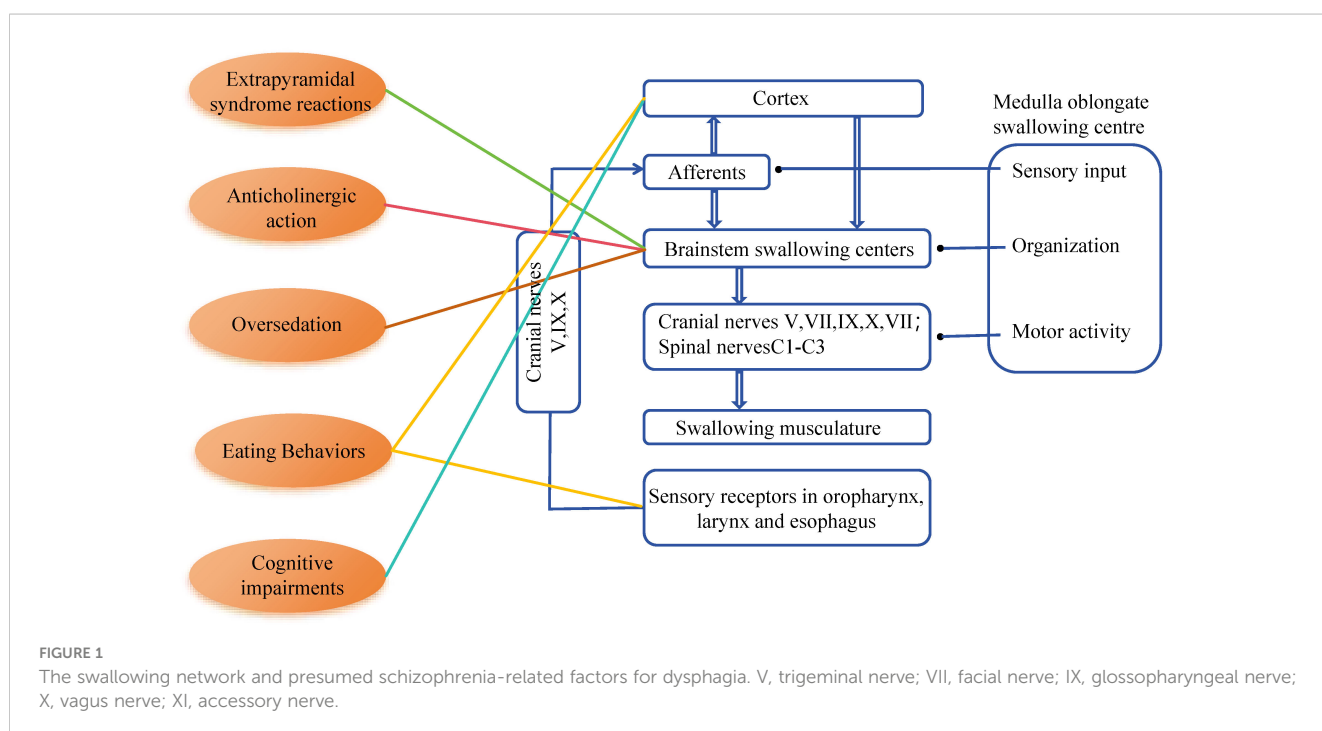 Extrapyramidal
syndrome reactions
Anticholinergic
action
Oversedation
Eating Behaviors
Cognitive
impairments
Cranial nerves
V,IX,X
Cortex
Afferents
Brainstem swallowing centers
Cranial nerves V,VII,IX,X,VII;
Spinal nervesC1-C3
Swallowing musculature
Sensory receptors in oropharynx,
larynx and esophagus
Medulla oblongate
swallowing centre
Sensory input
Organization
Motor activity
FIGURE 1
The swallowing network and presumed schizophrenia-related factors for dysphagia. V, trigeminal nerve; VII, facial nerve; IX, glossopharyngeal nerve;
X, vagus nerve; XI, accessory nerve.